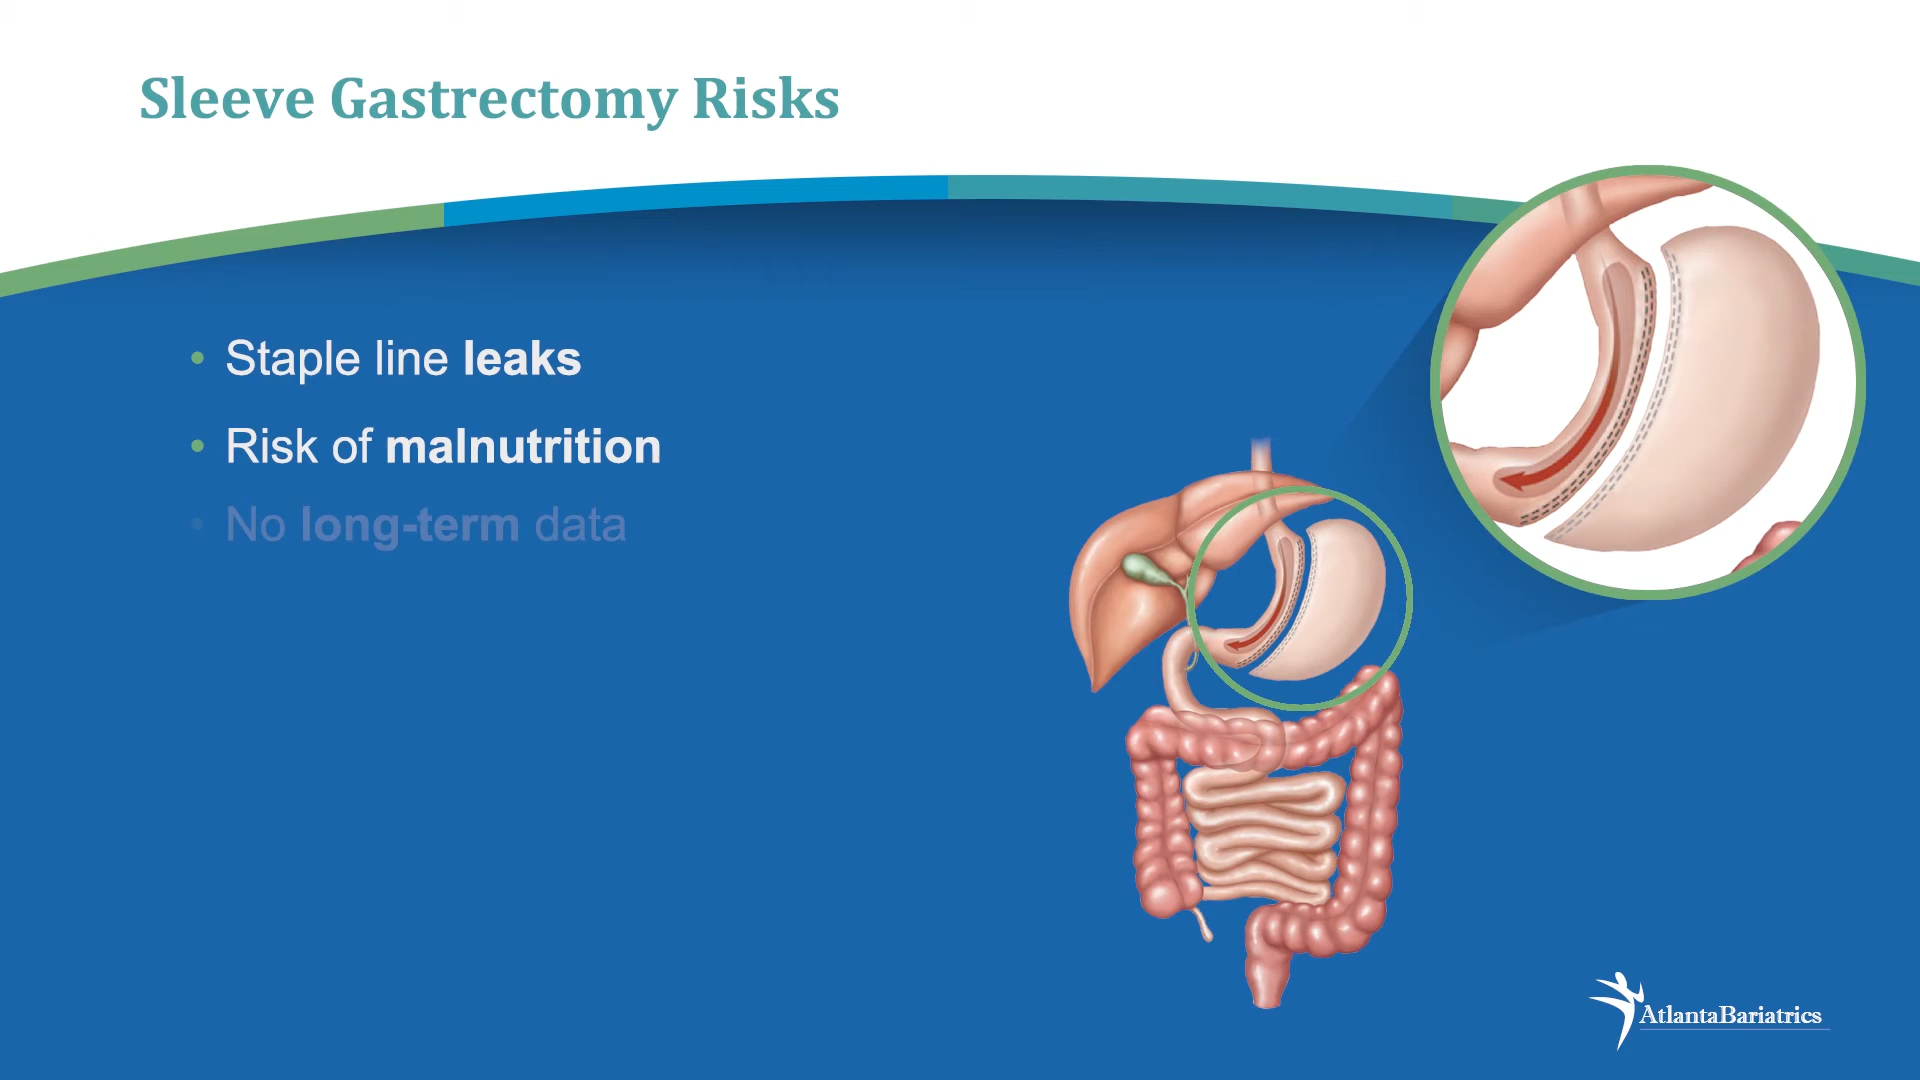 Sleeve Gastrectomy Risks
• Staple line leaks
• Risk of malnutrition
• No long-term data
AtlantaBariatrics